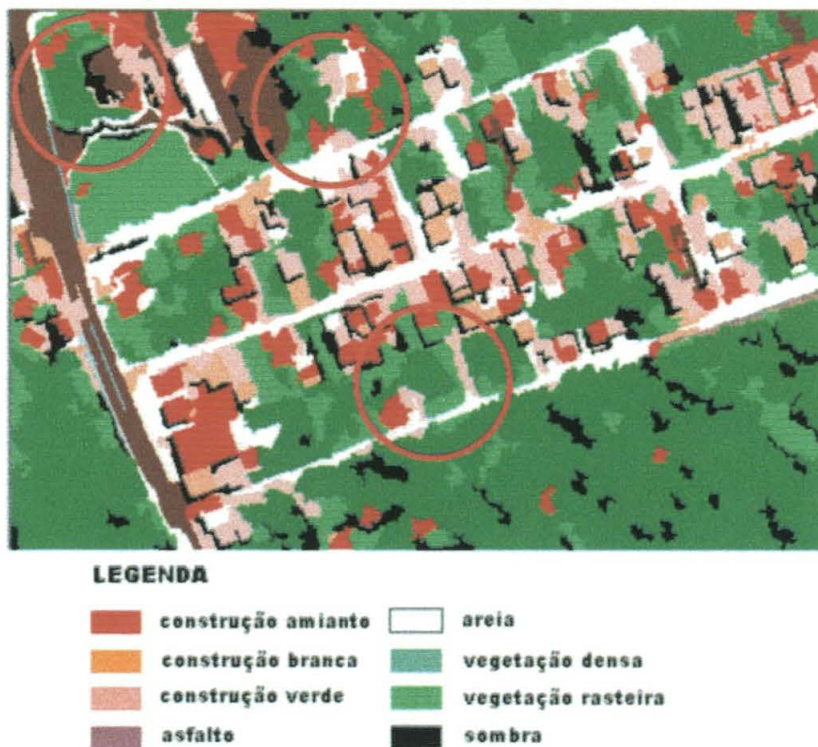 LEGENDA
construção amianto
construção branca
construção verde
asfalto
areia
vegetação densa
vegetação rasteira
sombra